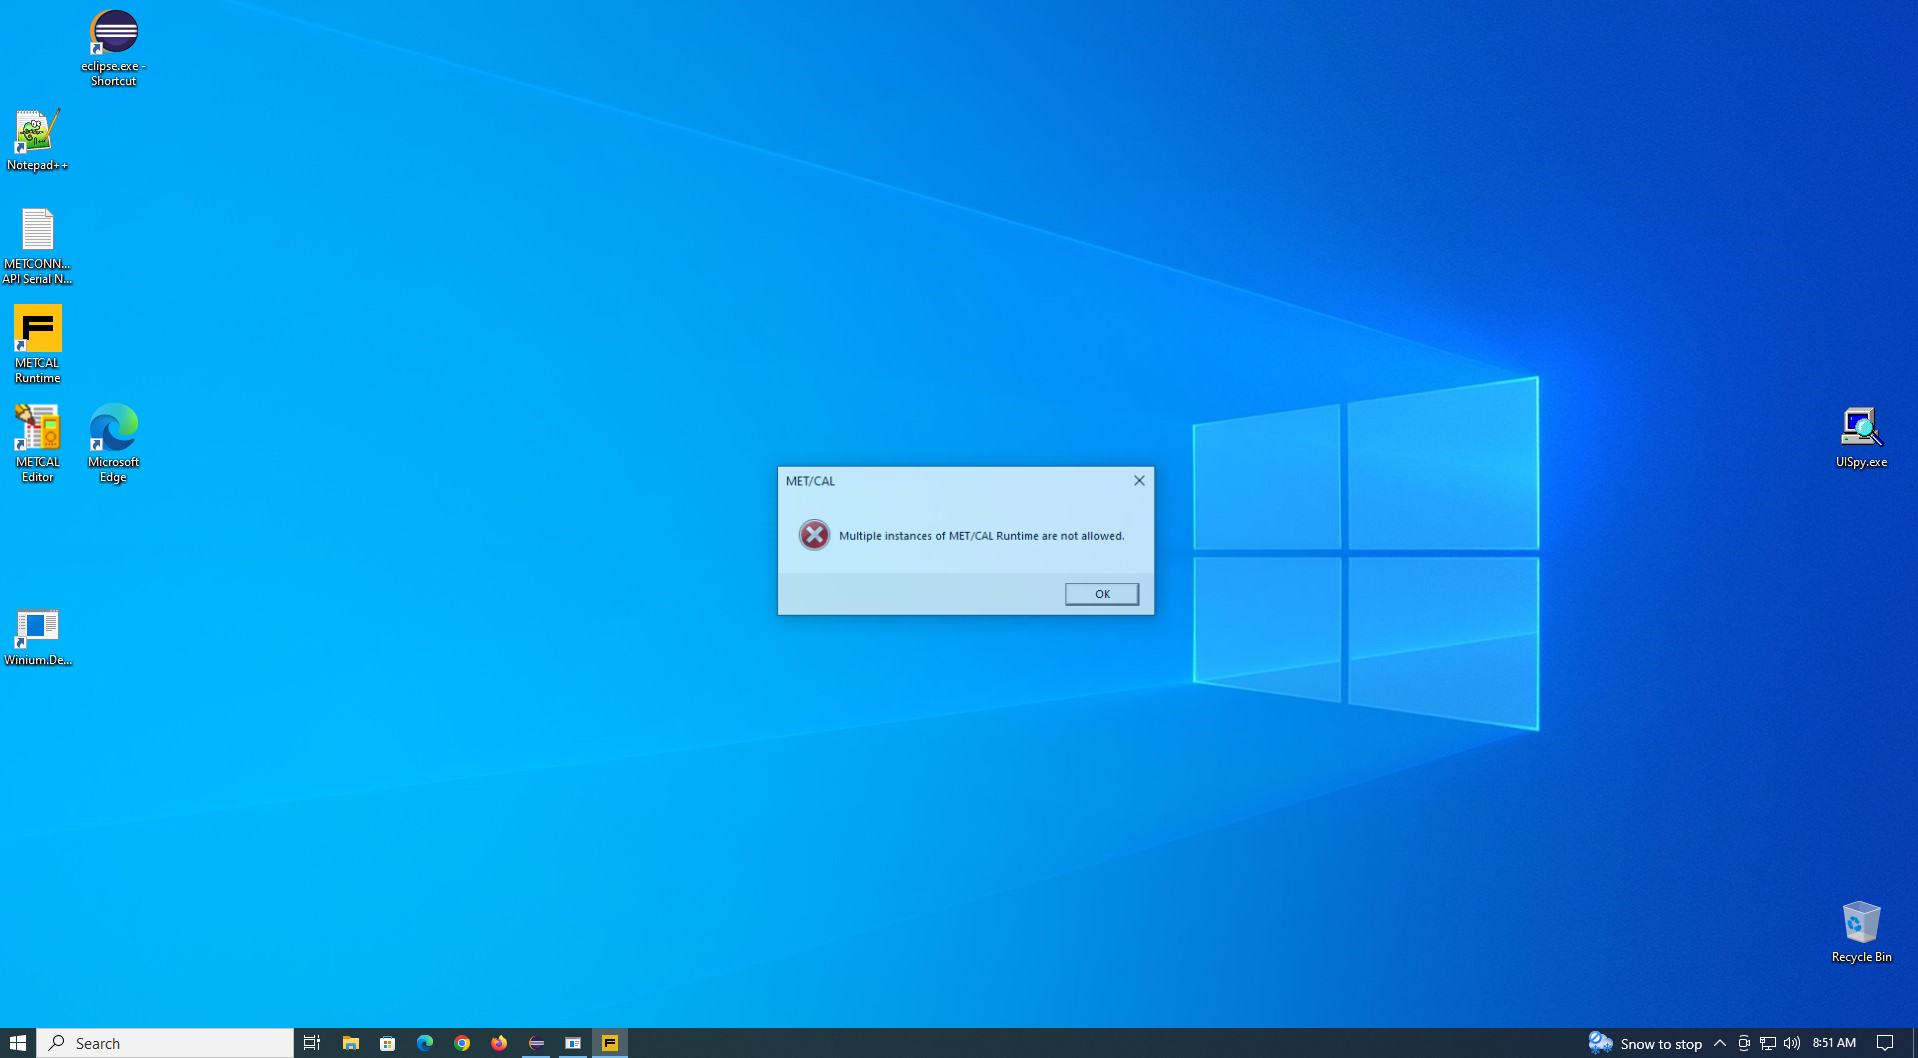 eclipse.exe -
Shortcut
Notepad++
METCONN...
API Serial N...
METCAL
Runtime
METCAL
Editor
Microsoft
Edge
Winium.De...
MET/CAL
Multiple instances of MET/CAL Runtime are not allowed.
OK
UISpy.exe
Recycle Bin
Search
Snow to stop
8:51 AM